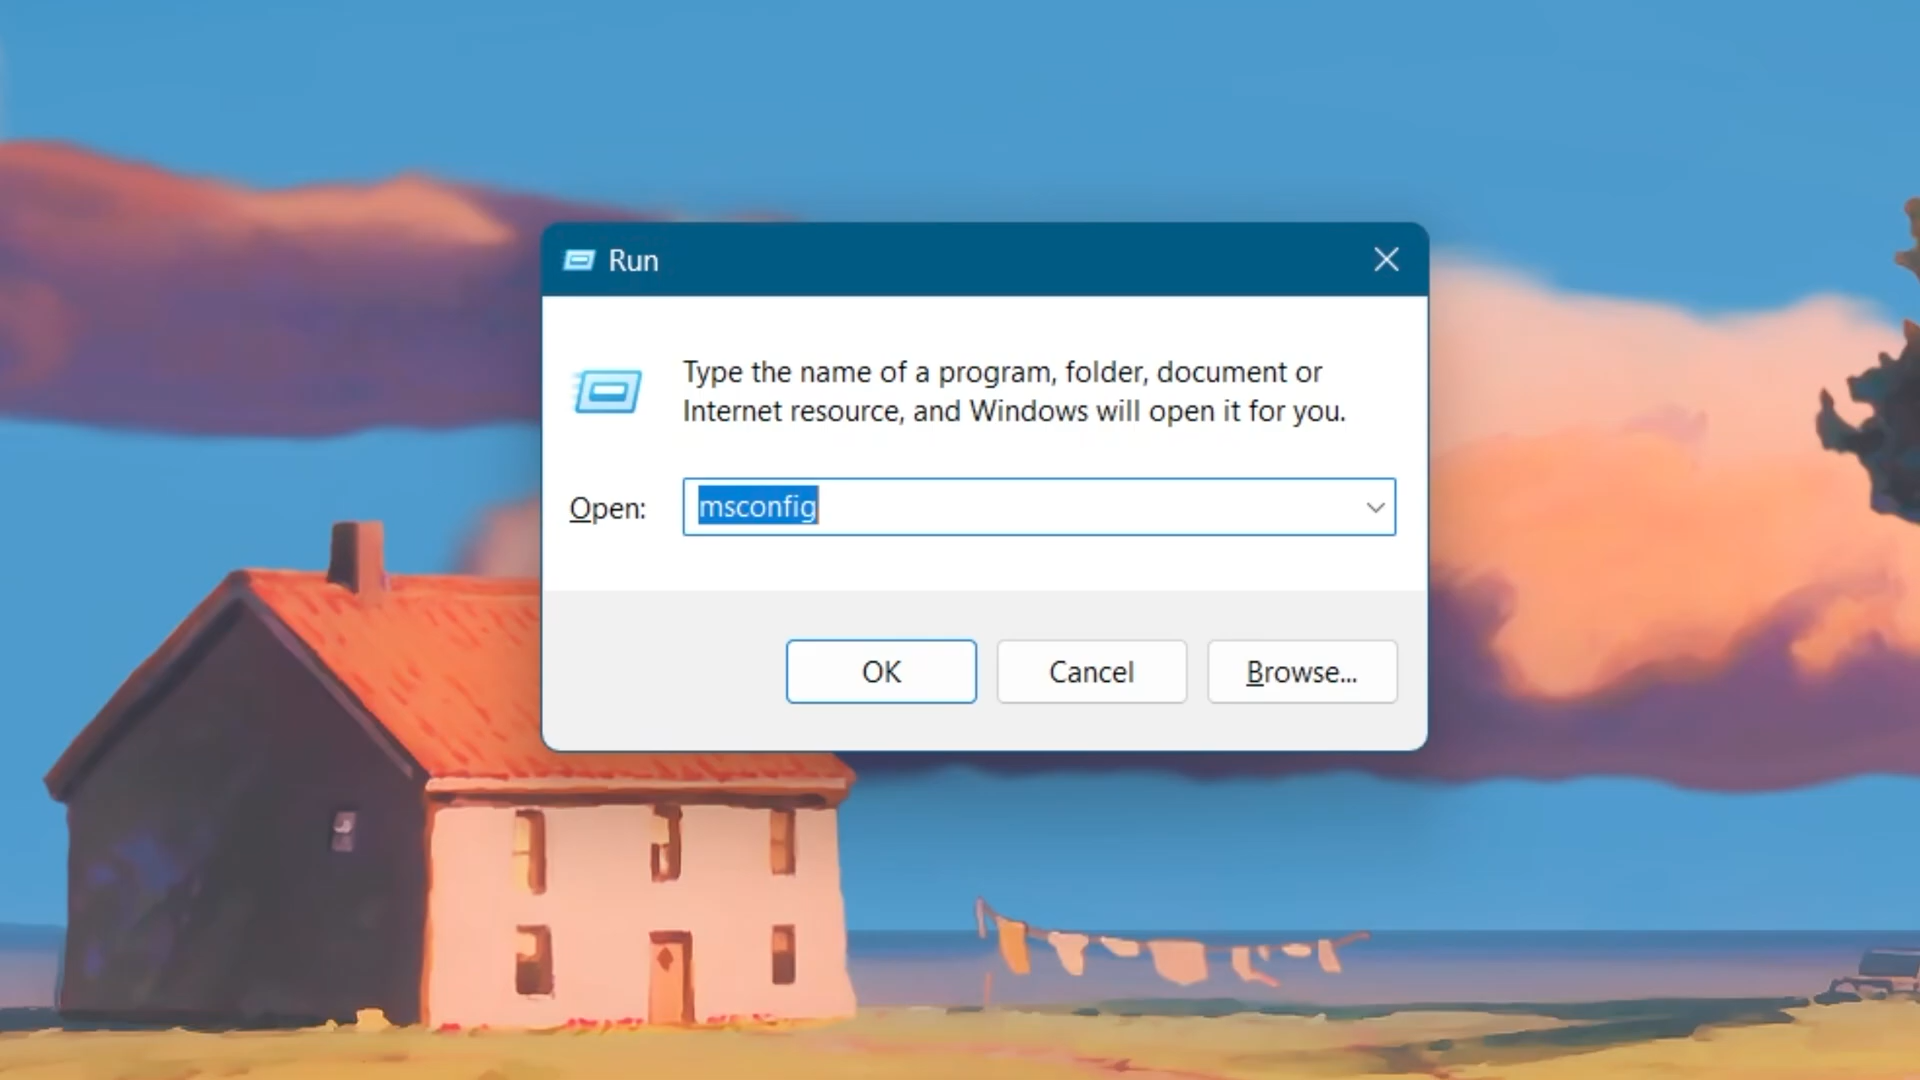 Run
Type the name of a program, folder, document or
Internet resource, and Windows will open it for you.
Open: msconfig
OK Cancel Browse...